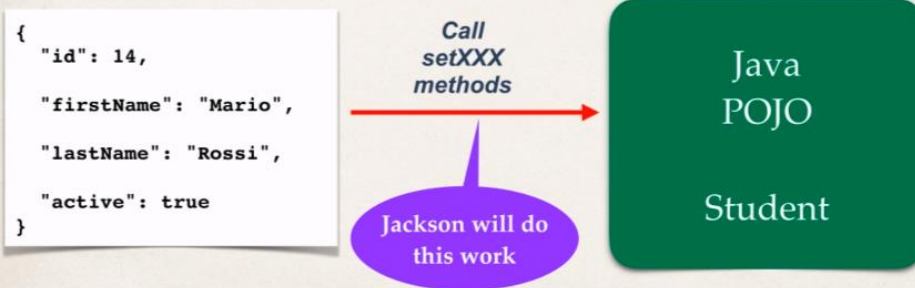 {
"id": 14,
"firstName": "Mario",
"lastName": "Rossi",
"active": true
}
Call
setXXX
methods
Jackson will do
this work
Java
POJO
Student